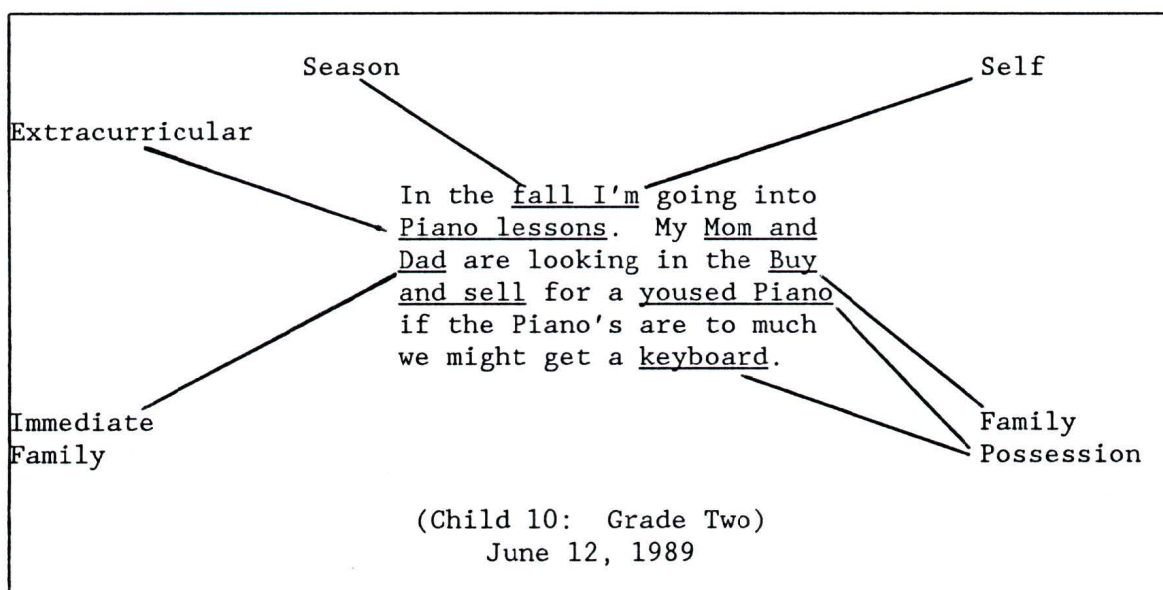 Season
Self
Extracurricular
In the fall I'm going into
Piano lessons. My Mom and
Dad are looking in the Buy
and sell for a yoused Piano
if the Piano's are to much
we might get a keyboard.
Immediate
Family
Family
Possession
(Child 10: Grade Two)
June 12, 1989